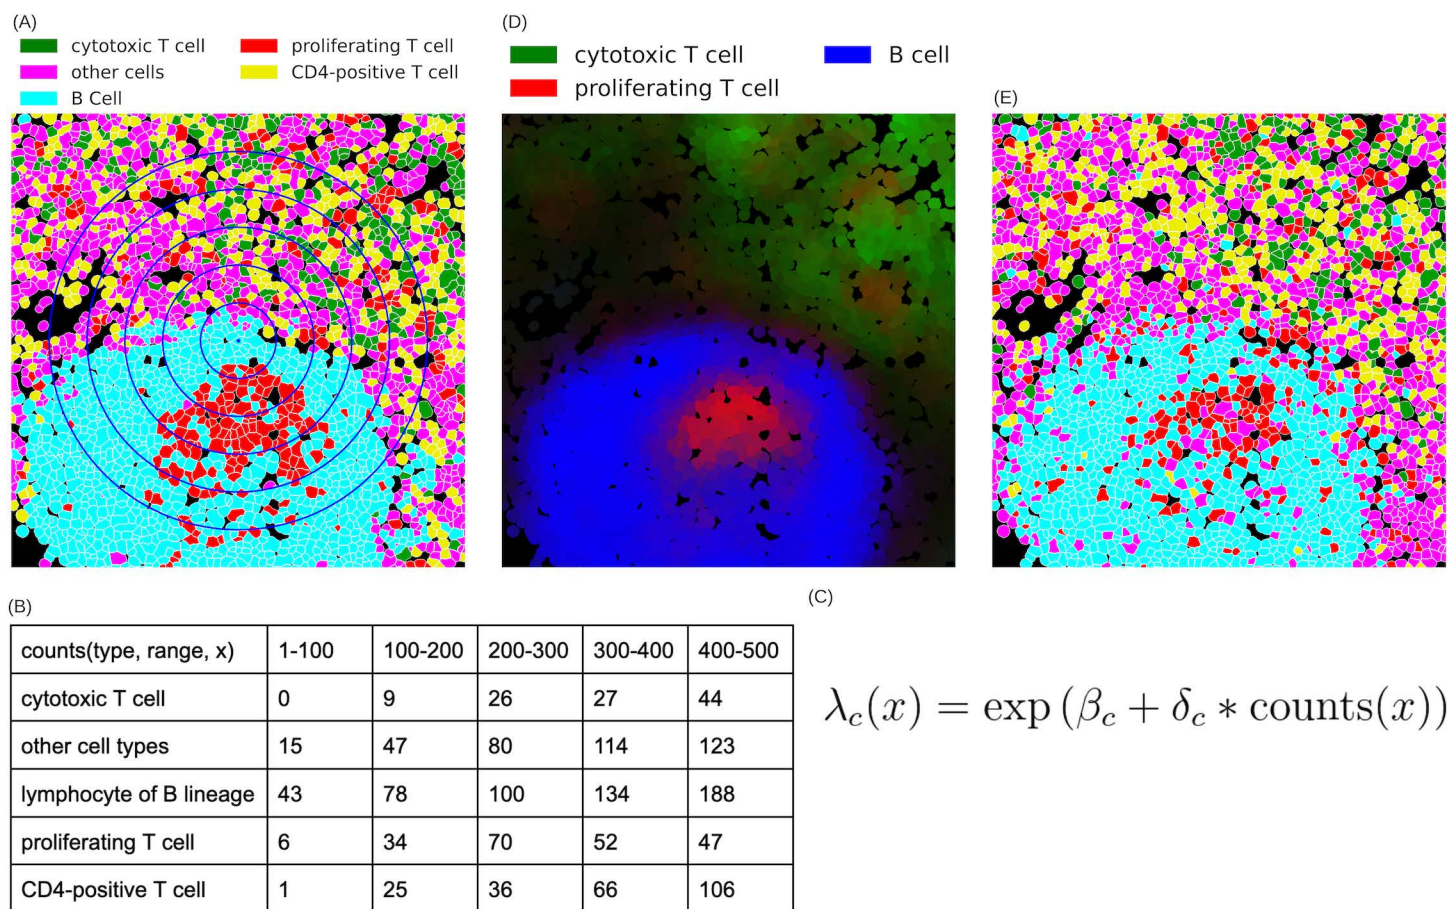 (A)
cytotoxic T cell
proliferating T cell
other cells
CD4-positive T cell
B Cell
(D)
cytotoxic T cell
B cell
proliferating T cell
(E)
(B)
counts(type, range, x) 1-100 100-200 200-300 300-400 400-500
cytotoxic T cell 0 9 26 27 44
other cell types 15 47 80 114 123
lymphocyte of B lineage 43 78 100 134 188
proliferating T cell 6 34 70 52 47
CD4-positive T cell 1 25 36 66 106
(C)
λc(x) = exp (βc + δc * counts(x))